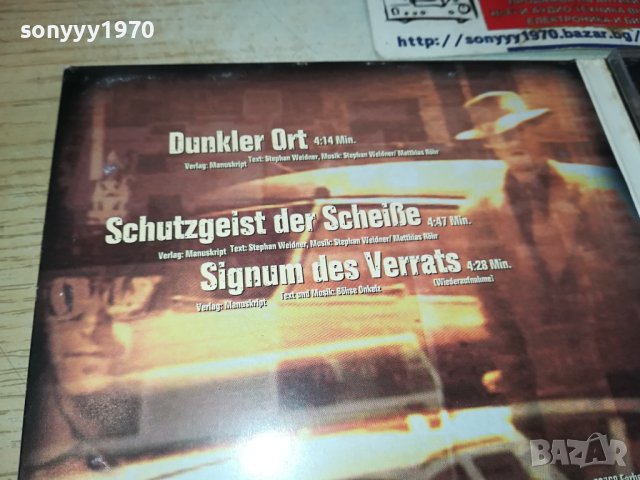 sonyyy1970
http://sonyyy1970.bazar.bg/
Dunkler Ort 4:14 Min.
Verlag: Manuskript Text: Stephan Weidner, Musik: Stephan Weidner/ Matthias Röhr
Schutzgeist der Scheiße 4:47 Min.
Verlag: Manuskript Text: Stephan Weidner, Musik: Stephan Weidner/ Matthias Röhr
Signum des Verrats 4:28 Min.
Verlag: Manuskript Text und Musik: Böhse Onkelz (Wiederaufnahme)
BAZAR
sonyyy1970